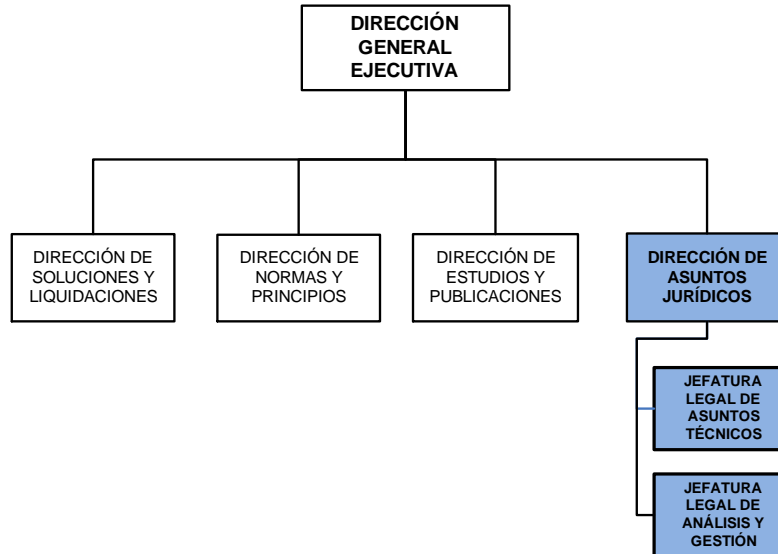 DIRECCIÓN
GENERAL
EJECUTIVA
DIRECCIÓN DE
SOLUCIONES Y
LIQUIDACIONES
DIRECCIÓN DE
NORMAS Y
PRINCIPIOS
DIRECCIÓN DE
ESTUDIOS Y
PUBLICACIONES
DIRECCIÓN DE
ASUNTOS
JURÍDICOS
JEFATURA
LEGAL DE
ASUNTOS
TÉCNICOS
JEFATURA
LEGAL DE
ANÁLISIS Y
GESTIÓN